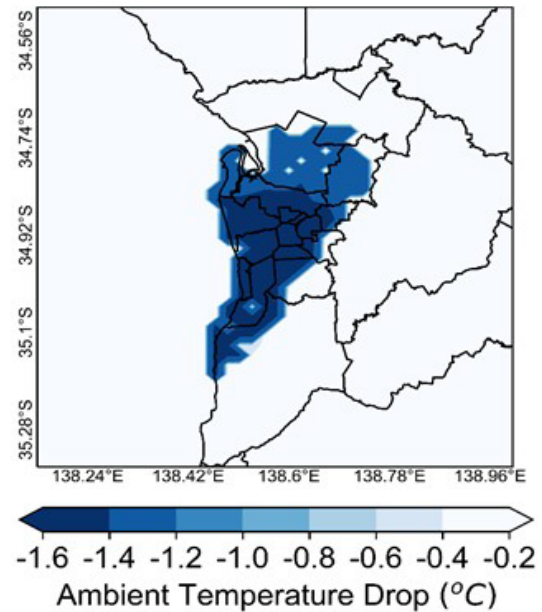 34.56°S
34.74°S
34.92°S
35.1°S
35.28°S
138.24°E 138.42°E 138.6°E 138.78°E 138.96°E
-1.6 -1.4 -1.2 -1.0 -0.8 -0.6 -0.4 -0.2
Ambient Temperature Drop (°C)